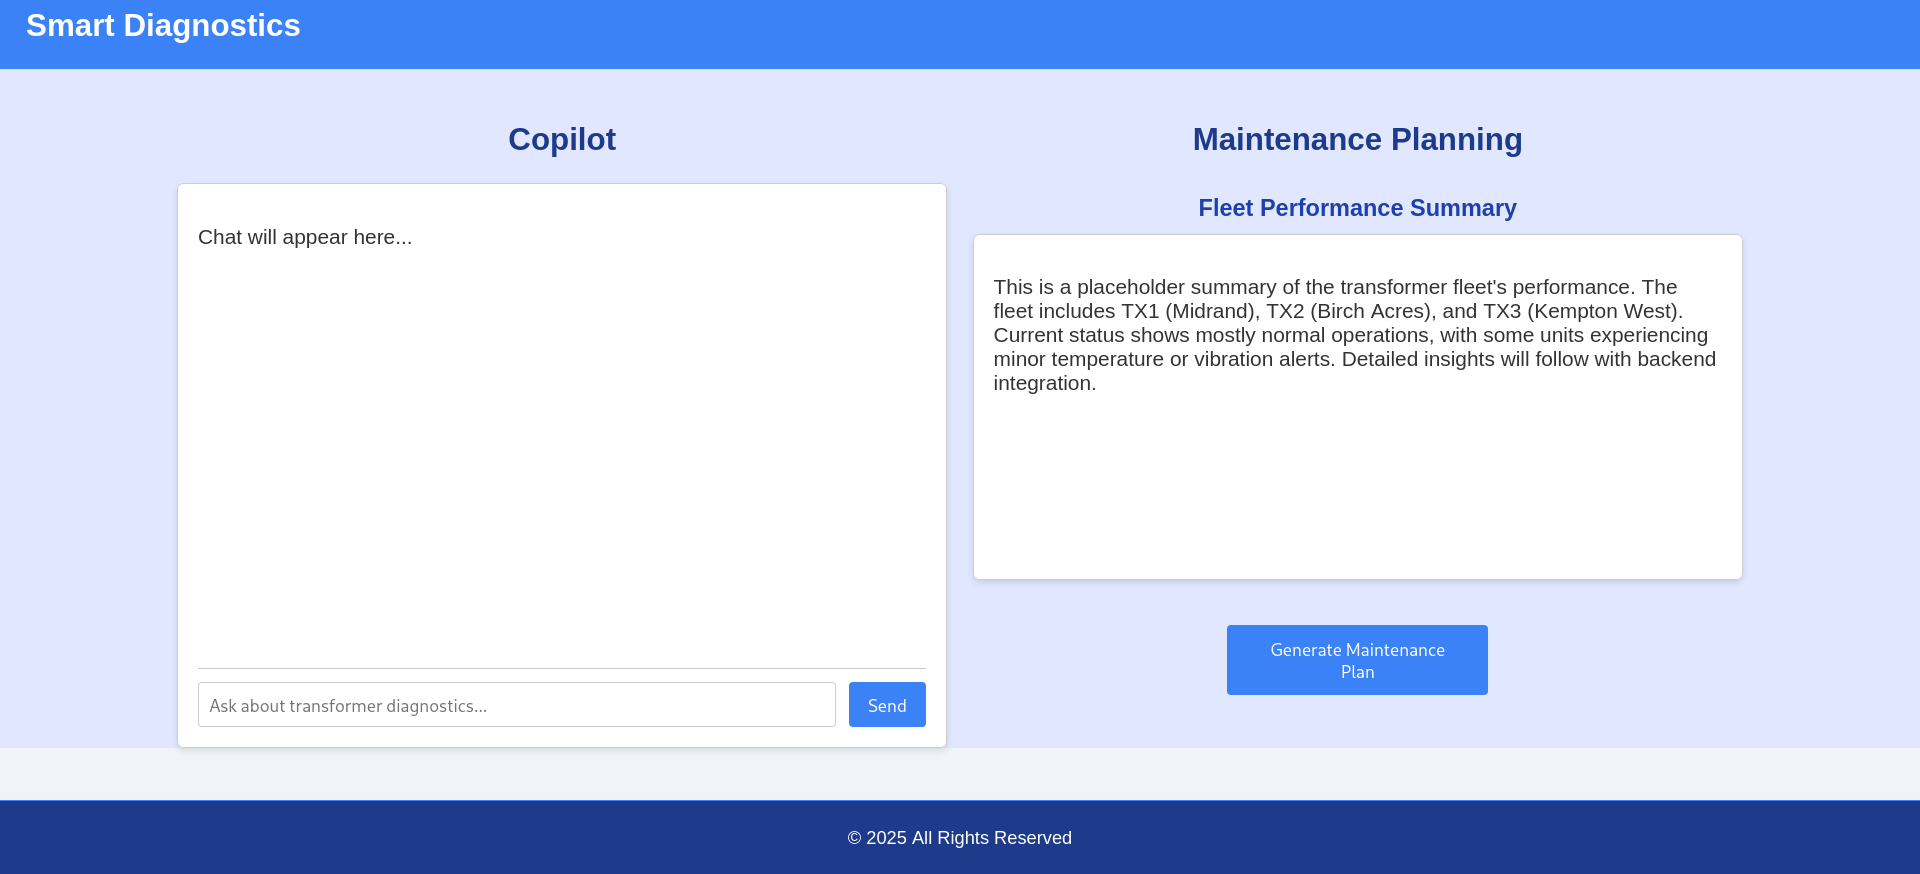 Smart Diagnostics
Copilot
Chat will appear here...
Ask about transformer diagnostics...
Send
Maintenance Planning
Fleet Performance Summary
This is a placeholder summary of the transformer fleet's performance. The
fleet includes TX1 (Midrand), TX2 (Birch Acres), and TX3 (Kempton West).
Current status shows mostly normal operations, with some units experiencing
minor temperature or vibration alerts. Detailed insights will follow with backend
integration.
Generate Maintenance
Plan
© 2025 All Rights Reserved